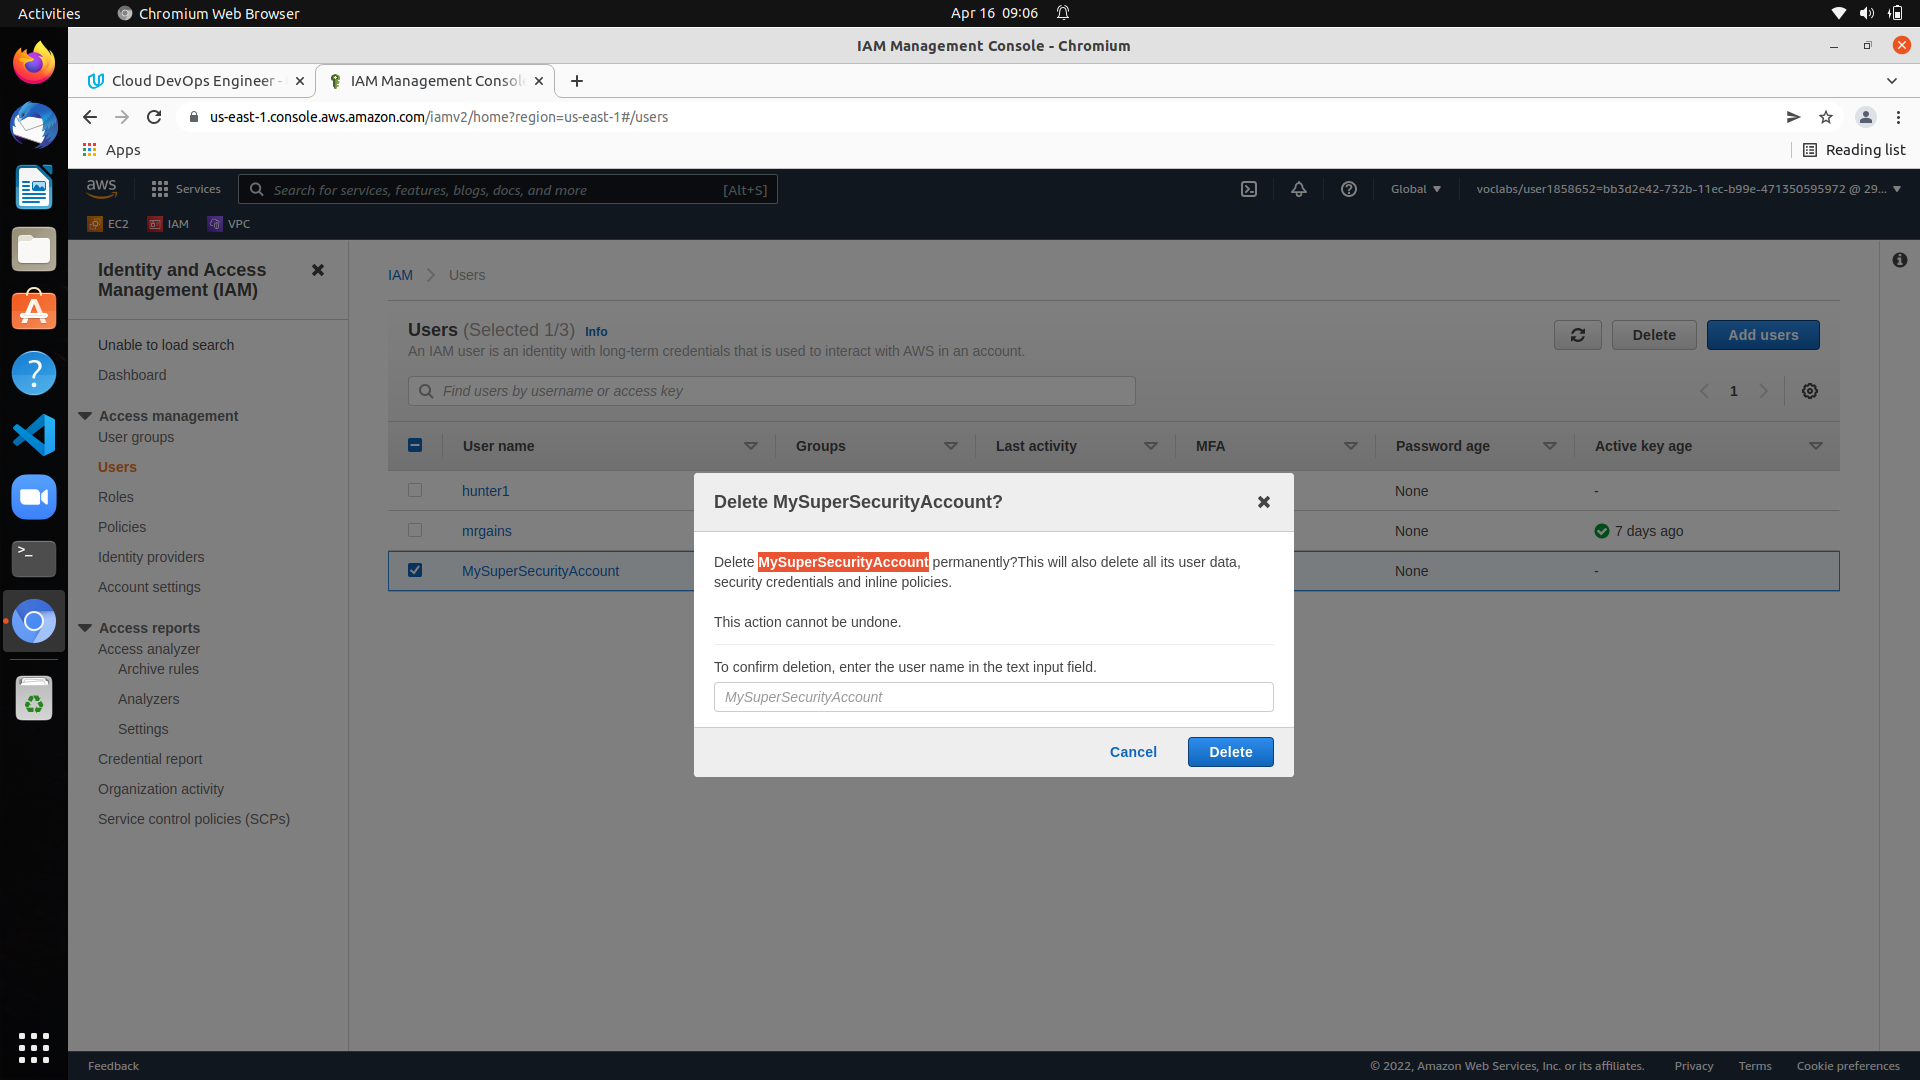 Activities
Chromium Web Browser
Apr 16 09:06
IAM Management Console - Chromium
Cloud DevOps Engineer -
IAM Management Consol
us-east-1.console.aws.amazon.com/iamv2/home?region=us-east-1#/users
Apps
Reading list
aws
Services
Search for services, features, blogs, docs, and more
[Alt+S]
Global
voclabs/user1858652=bb3d2e42-732b-11ec-b99e-471350595972 @ 29...
EC2
IAM
VPC
Identity and Access
Management (IAM)
Unable to load search
Dashboard
Access management
User groups
Users
Roles
Policies
Identity providers
Account settings
Access reports
Access analyzer
Archive rules
Analyzers
Settings
Credential report
Organization activity
Service control policies (SCPs)
IAM
Users
Users (Selected 1/3) Info
An IAM user is an identity with long-term credentials that is used to interact with AWS in an account.
Delete
Add users
Find users by username or access key
1
User name
Groups
Last activity
MFA
Password age
Active key age
hunter1
None
-
mrgains
None
7 days ago
MySuperSecurityAccount
None
-
Delete MySuperSecurityAccount?
Delete MySuperSecurityAccount permanently?This will also delete all its user data,
security credentials and inline policies.
This action cannot be undone.
To confirm deletion, enter the user name in the text input field.
MySuperSecurityAccount
Cancel
Delete
Feedback
© 2022, Amazon Web Services, Inc. or its affiliates.
Privacy
Terms
Cookie preferences